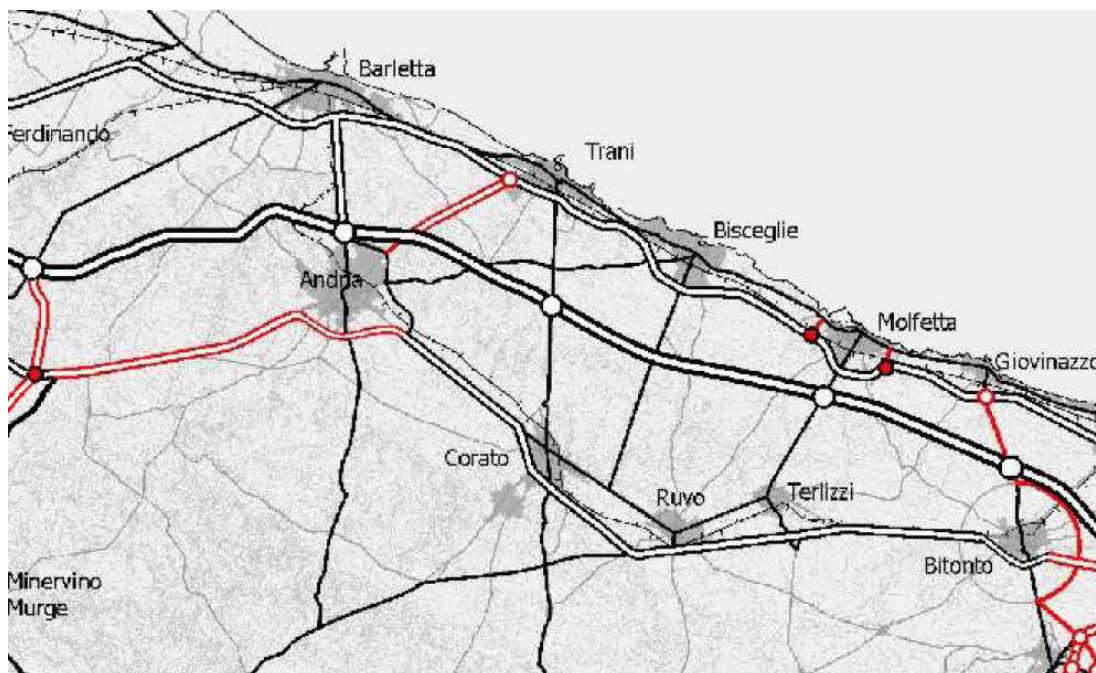 Barletta
Ferdinando
Trani
Bisceglie
Andria
Molfetta
Giovinazzo
Corato
Ruvo
Terlizzi
Bitonto
Minervino
Murge